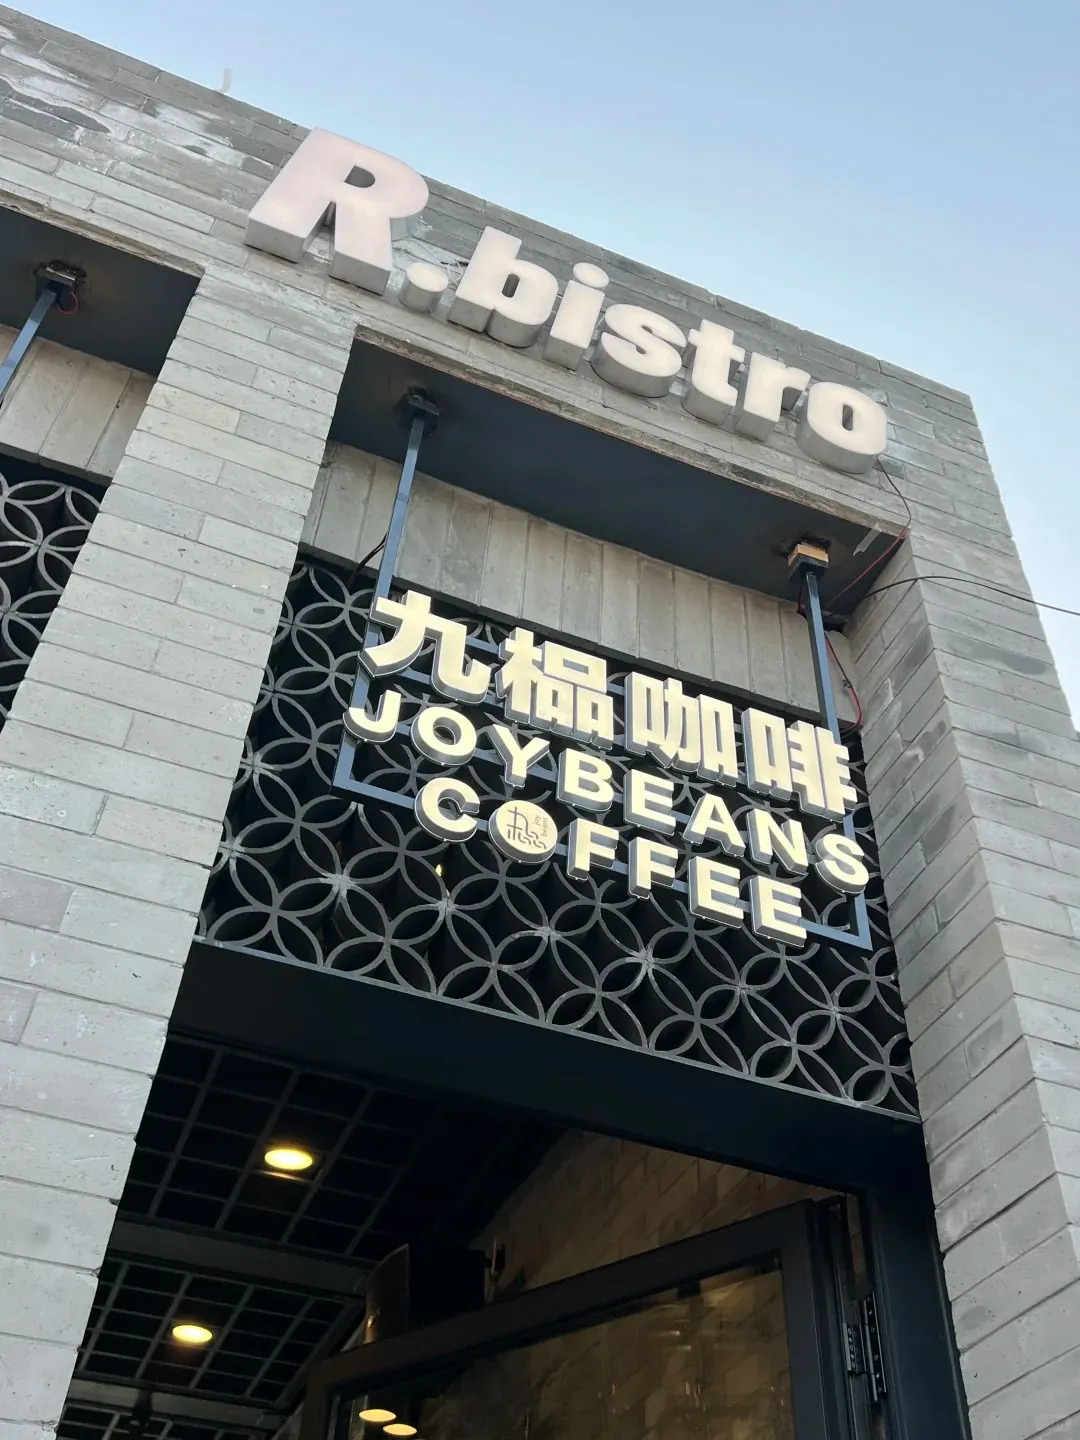 R.bistro
九榀咖啡
JOYBEANS
COFFEE